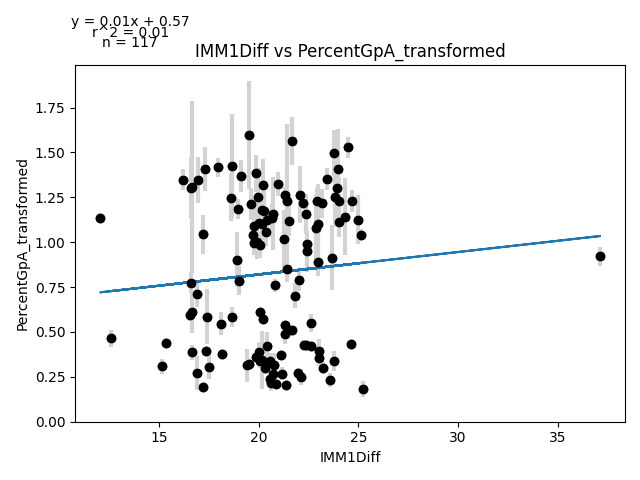 y = 0.01x + 0.57
r^2 = 0.01
n = 117
IMM1Diff vs PercentGpA_transformed
PercentGpA_transformed
1.75
1.50
1.25
1.00
0.75
0.50
0.25
0.00
15
20
25
30
35
IMM1Diff